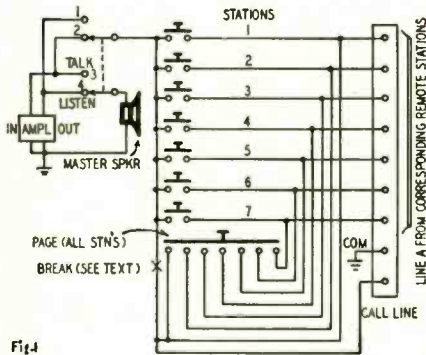 STATIONS
1
2
TALK
3
4
LISTEN
IN AMPL OUT
MASTER SPKR
1
2
3
4
5
6
7
PAGE (ALL STN'S)
BREAK (SEE TEXT)
COM
CALL LINE
LINE A FROM CORRESPONDING REMOTE STATIONS
Fig.4